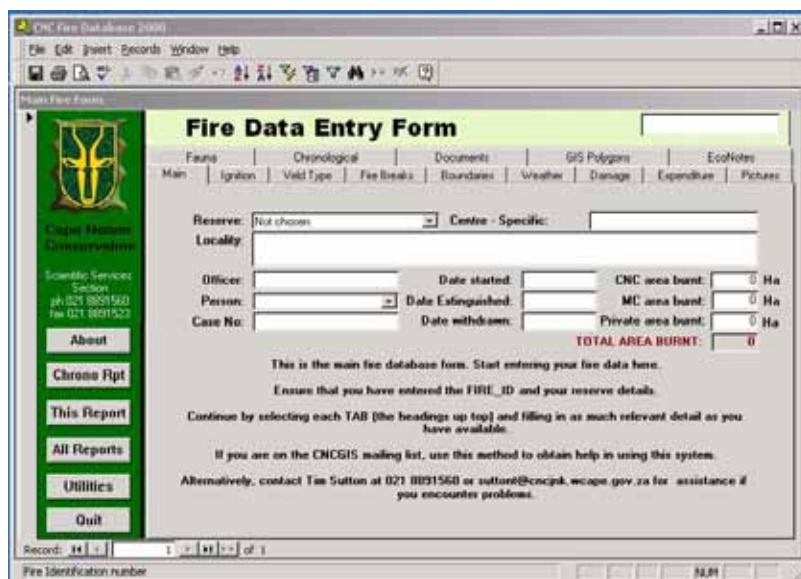 CNC Fire Database 2000
File Edit Insert Records Window Help
Main Fire Form
Fire Data Entry Form
Fauna Chronological Documents GIS Polygons EcoNotes
Main Ignition Veld Type Fire Breaks Boundaries Weather Damage Expenditure Pictures
Cape Nature
Conservation
Scientific Services
Section
ph 021 8891560
fax 021 8891523
About
Chrono Rpt
This Report
All Reports
Utilities
Quit
Reserve: Not chosen Centre - Specific:
Locality:
Officer: Date started: CNC area burnt: 0 Ha
Person: Date Extinguished: MC area burnt: 0 Ha
Case No: Date withdrawn: Private area burnt: 0 Ha
TOTAL AREA BURNT: 0
This is the main fire database form. Start entering your fire data here.
Ensure that you have entered the FIRE_ID and your reserve details.
Continue by selecting each TAB (the headings up top) and filling in as much relevant detail as you
have available.
If you are on the CNCGIS mailing list, use this method to obtain help in using this system.
Alternatively, contact Tim Sutton at 021 8891560 or suttont@cncjnk.wcape.gov.za for assistance if
you encounter problems.
Record: 1 of 1
Fire Identification number NUM